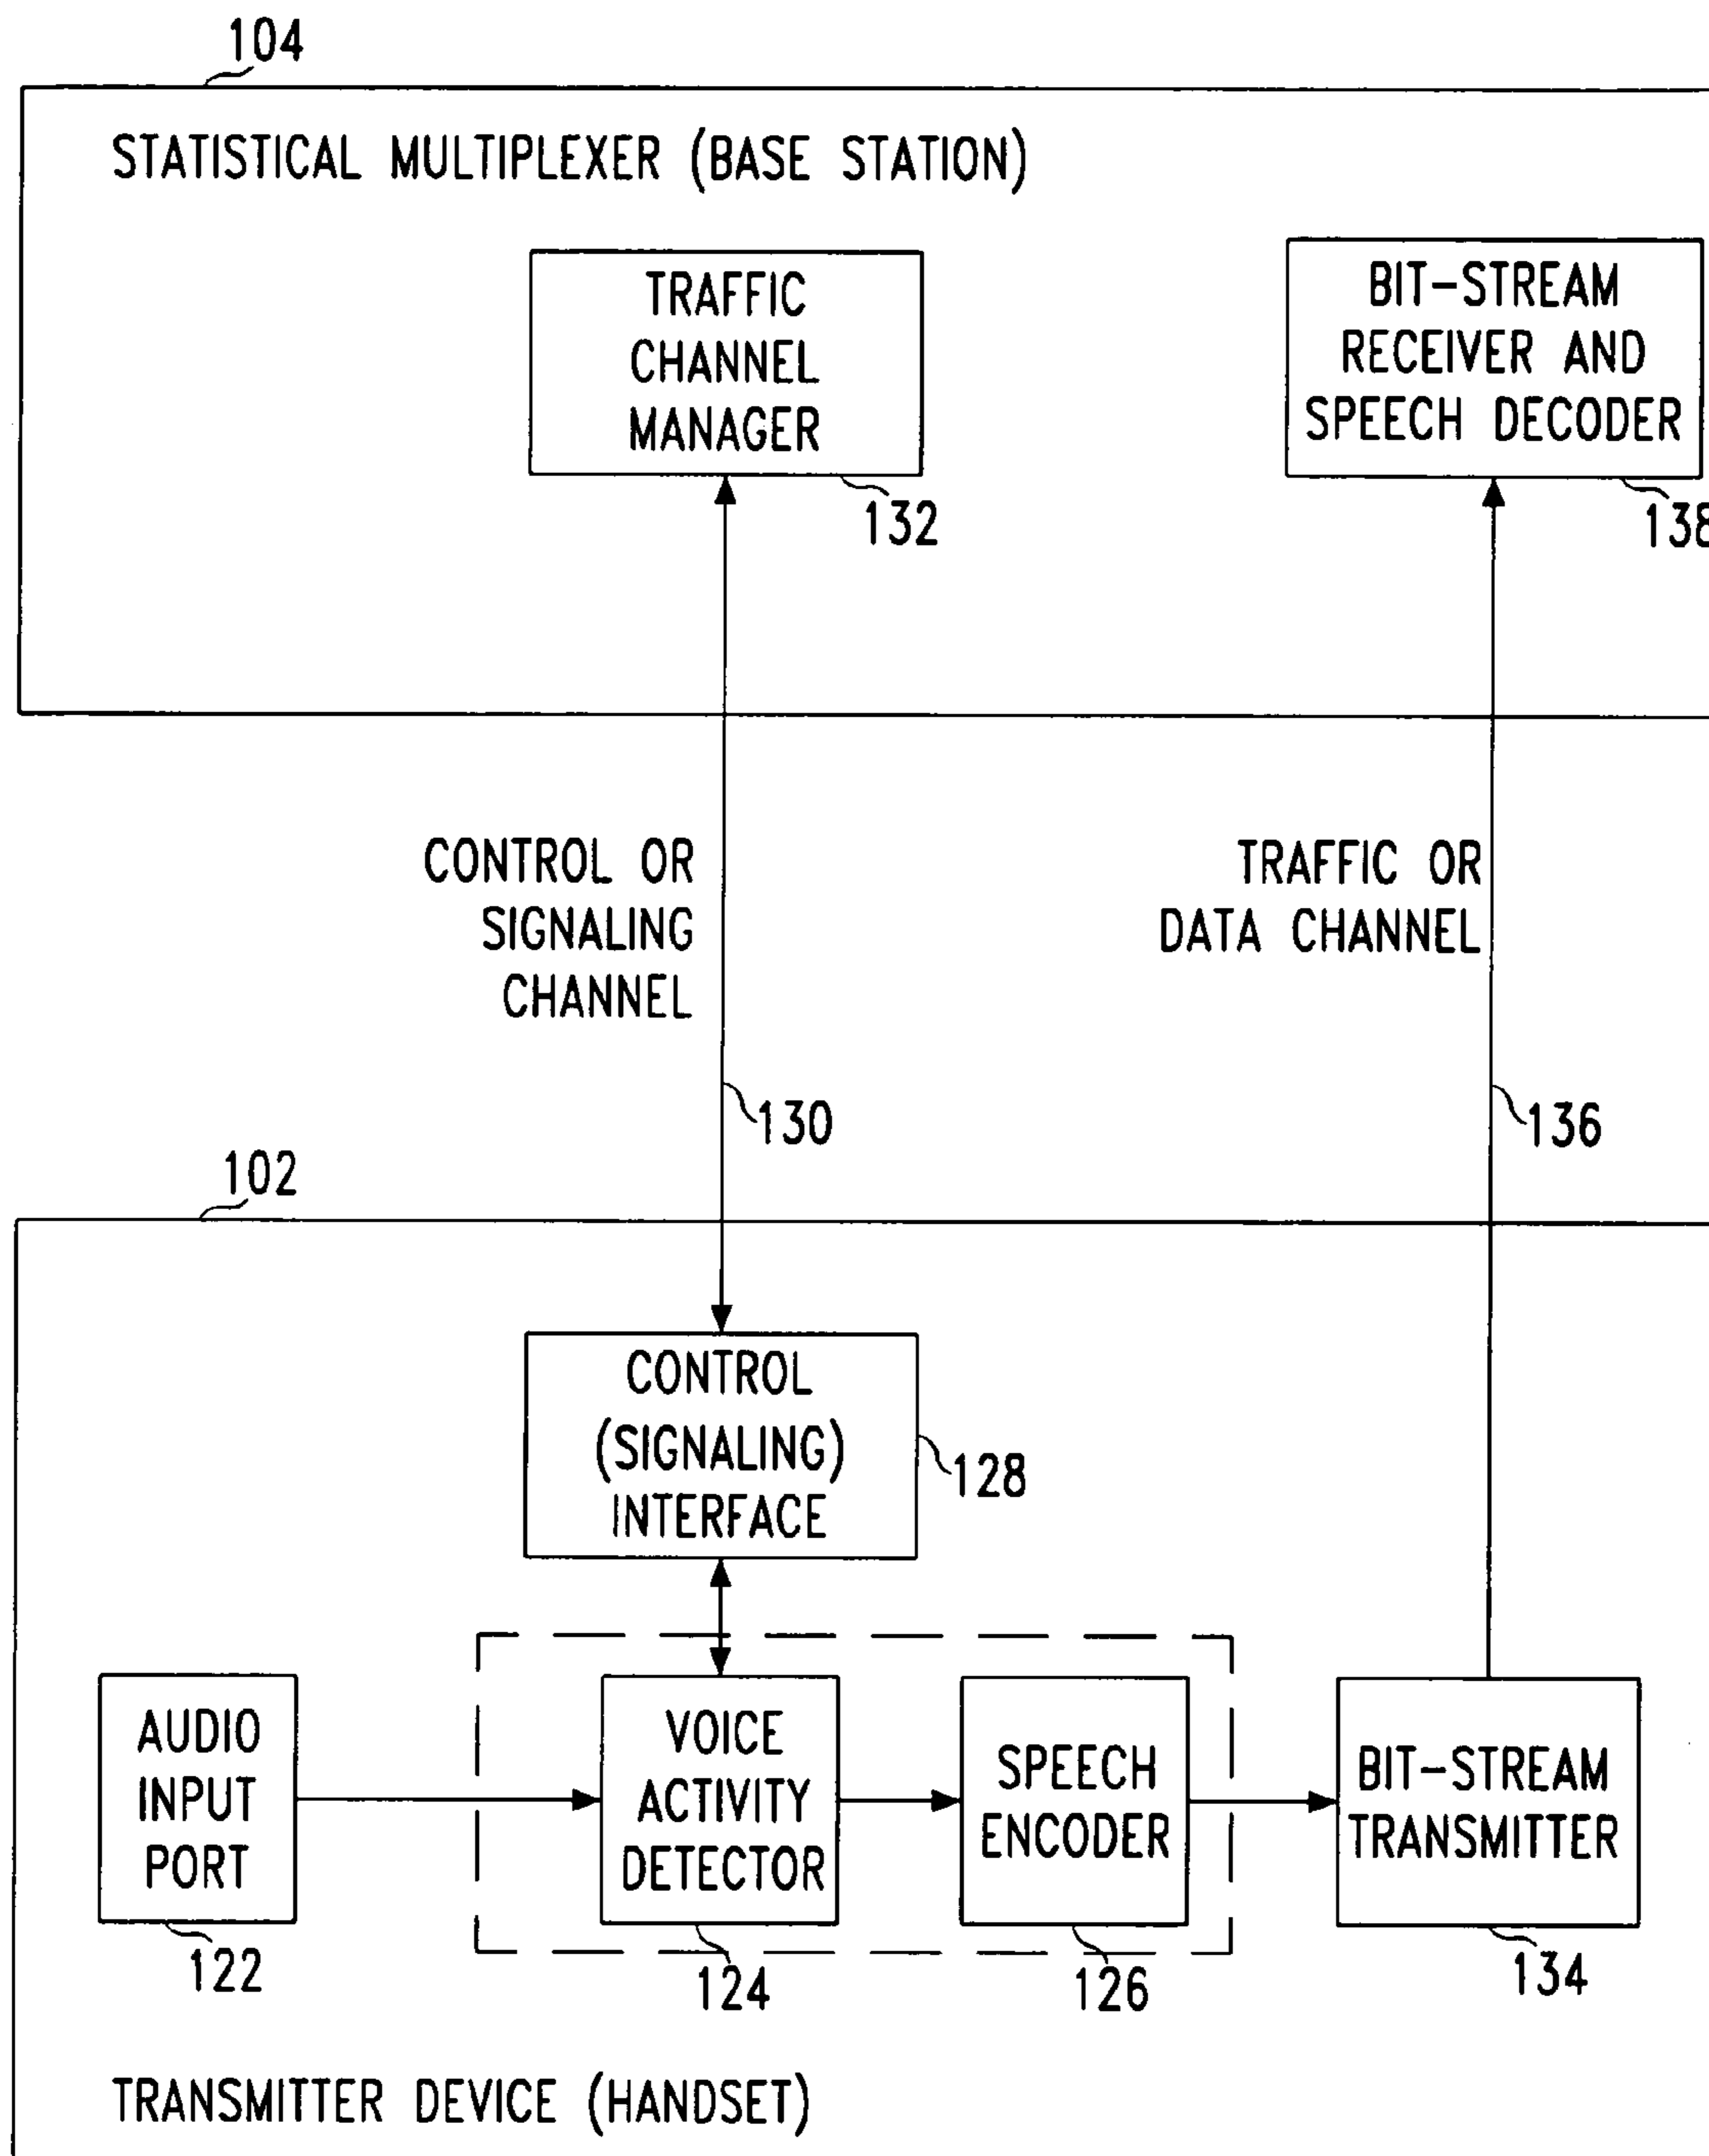 104
STATISTICAL MULTIPLEXER (BASE STATION)
TRAFFIC
CHANNEL
MANAGER
132
BIT-STREAM
RECEIVER AND
SPEECH DECODER
138
CONTROL OR
SIGNALING
CHANNEL
130
TRAFFIC OR
DATA CHANNEL
136
102
CONTROL
(SIGNALING)
INTERFACE
128
AUDIO
INPUT
PORT
122
VOICE
ACTIVITY
DETECTOR
124
SPEECH
ENCODER
126
BIT-STREAM
TRANSMITTER
134
TRANSMITTER DEVICE (HANDSET)